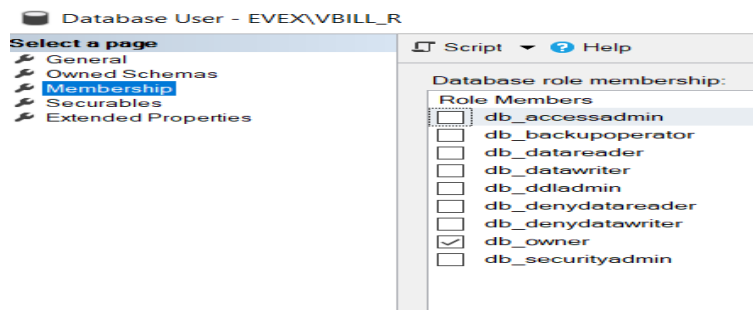 Database User - EVEX\VBILL_R
Select a page
General
Owned Schemas
Membership
Securables
Extended Properties
Script
Help
Database role membership:
Role Members
db_accessadmin
db_backupoperator
db_datareader
db_datawriter
db_ddladmin
db_denydatareader
db_denydatawriter
db_owner
db_securityadmin